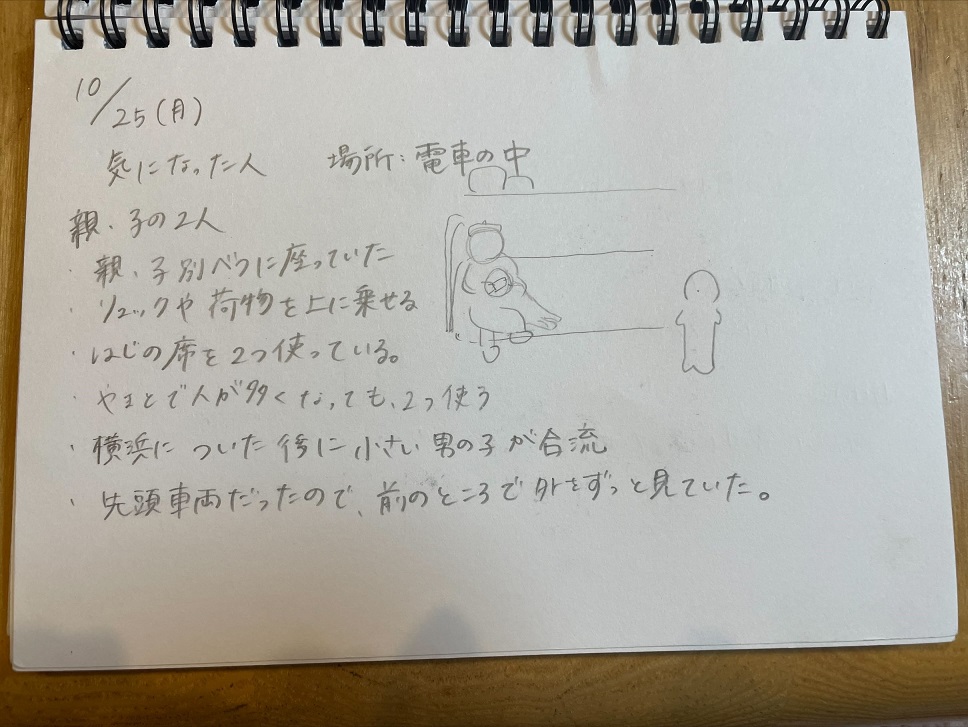 10/25(月)
気になった人 場所:電車の中
親、子の2人
・親、子別べつに座っていた
・リュックや荷物を上に乗せる
・はじの席を2つ使っている。
・やまとで人が多くなっても、2つ使う
・横浜についた後に小さい男の子が合流
・先頭車両だったので、前のところで外をずっと見ていた。